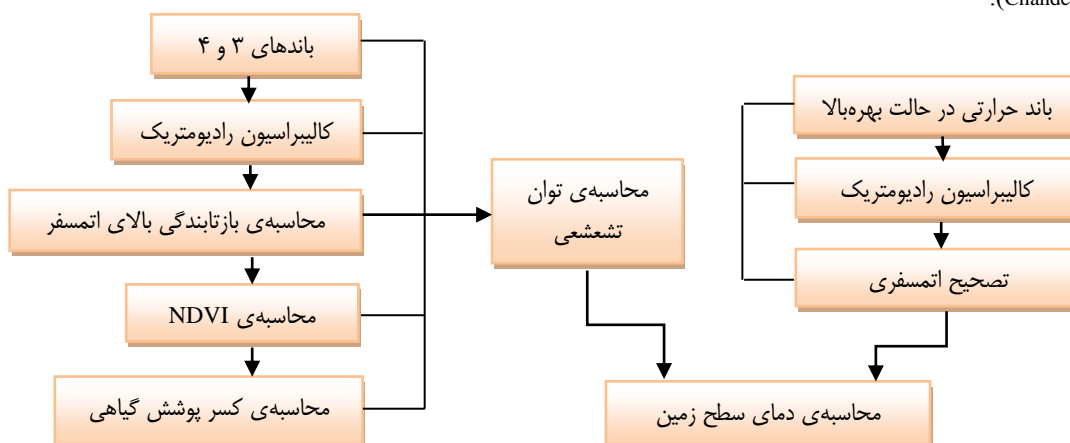 (Chande.
باندهای ۳ و ۴
کالیبراسیون رادیومتریک
محاسبه‌ی بازتابندگی بالای اتمسفر
محاسبه‌ی NDVI
محاسبه‌ی کسر پوشش گیاهی
محاسبه‌ی توان
تشعشعی
باند حرارتی در حالت بهره‌بالا
کالیبراسیون رادیومتریک
تصحیح اتمسفری
محاسبه‌ی دمای سطح زمین